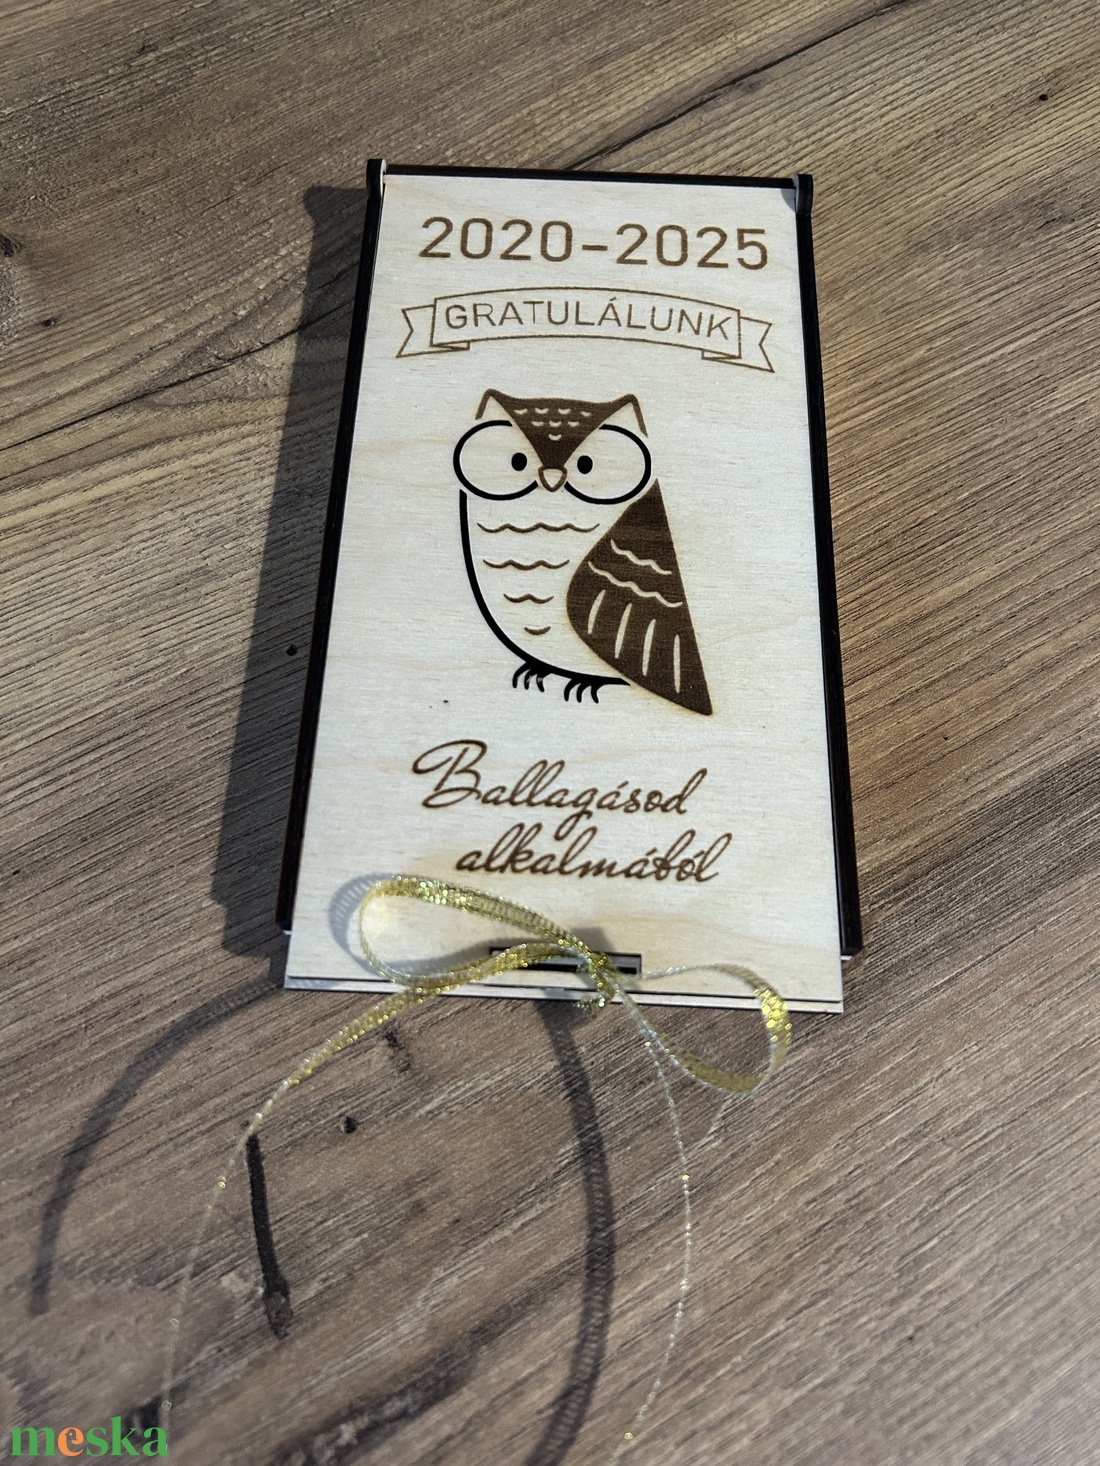 2020-2025
GRATULÁLUNK
Ballagásod
alkalmából
meska